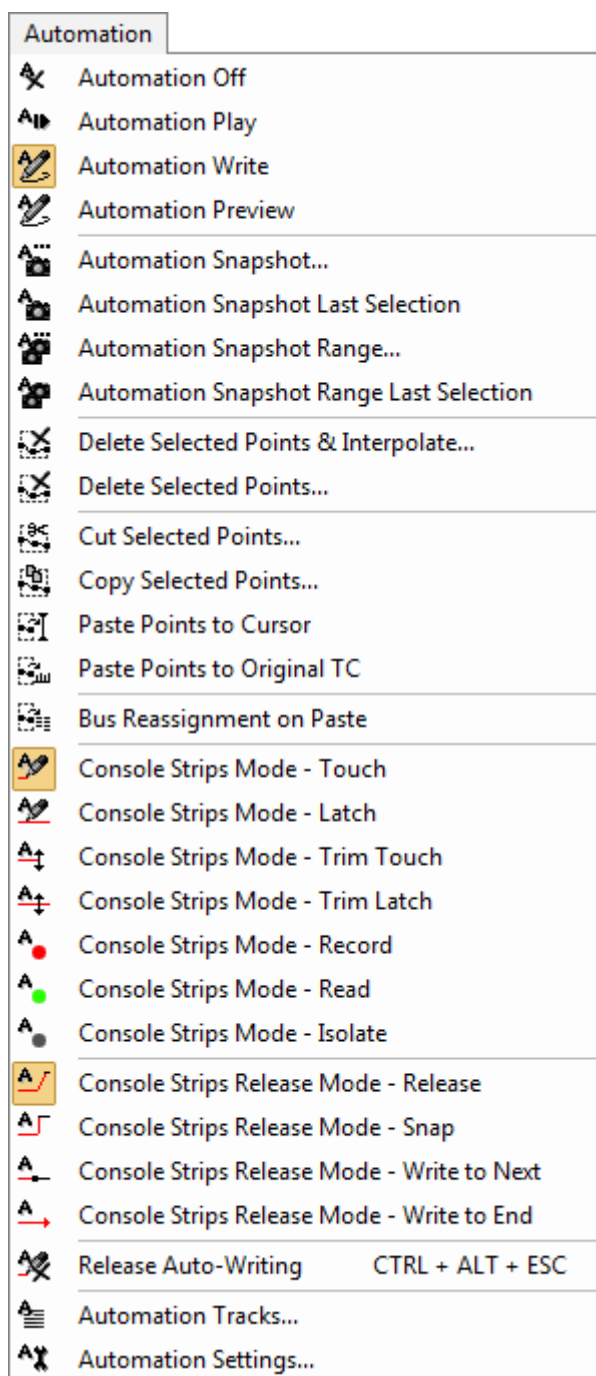 Automation
Automation Off
Automation Play
Automation Write
Automation Preview
Automation Snapshot...
Automation Snapshot Last Selection
Automation Snapshot Range...
Automation Snapshot Range Last Selection
Delete Selected Points & Interpolate...
Delete Selected Points...
Cut Selected Points...
Copy Selected Points...
Paste Points to Cursor
Paste Points to Original TC
Bus Reassignment on Paste
Console Strips Mode - Touch
Console Strips Mode - Latch
Console Strips Mode - Trim Touch
Console Strips Mode - Trim Latch
Console Strips Mode - Record
Console Strips Mode - Read
Console Strips Mode - Isolate
Console Strips Release Mode - Release
Console Strips Release Mode - Snap
Console Strips Release Mode - Write to Next
Console Strips Release Mode - Write to End
Release Auto-Writing CTRL + ALT + ESC
Automation Tracks...
Automation Settings...